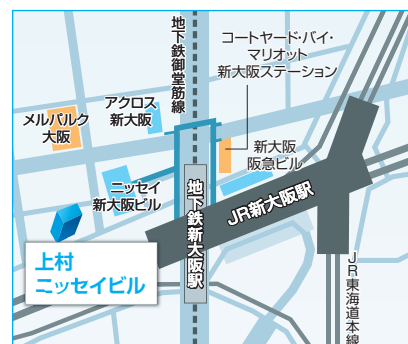 地下鉄御堂筋線
コートヤード・バイ・
マリオット
新大阪ステーション
アクロス
新大阪
メルパルク
大阪
新大阪
阪急ビル
ニッセイ
新大阪ビル
地下鉄新大阪駅
JR新大阪駅
上村
ニッセイビル
JR東海道本線